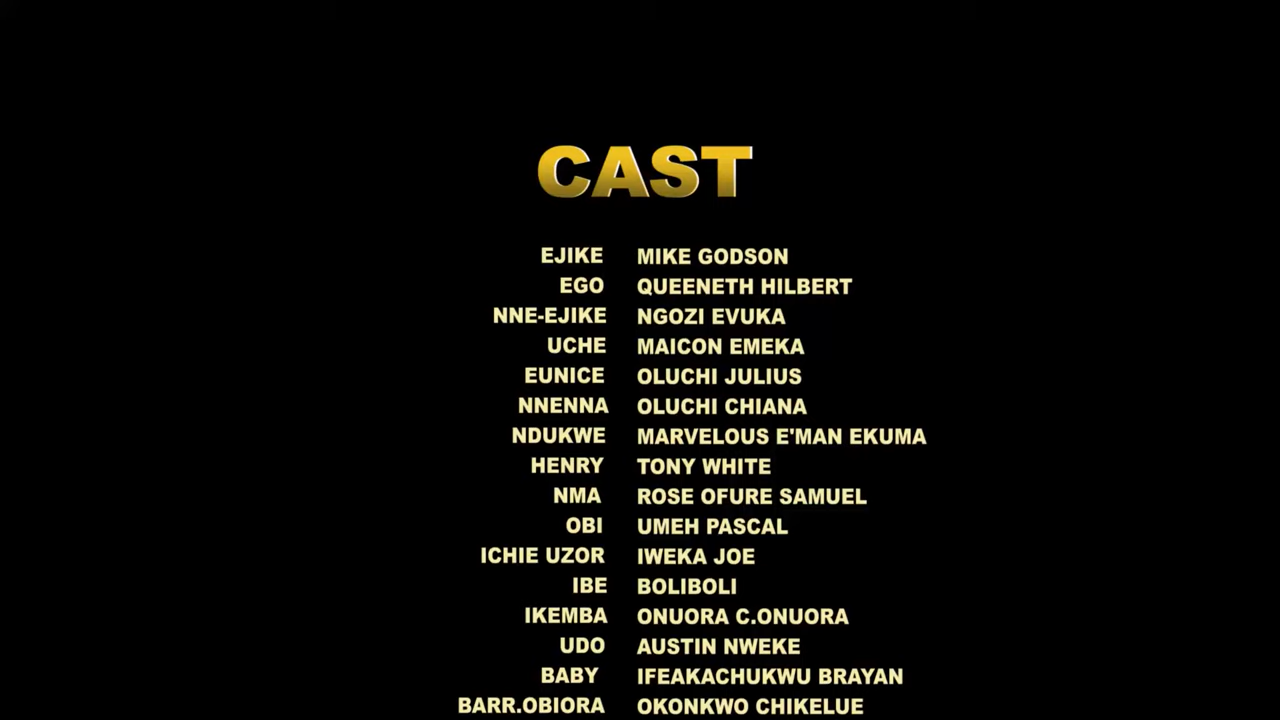 CAST
EJIKE MIKE GODSON
EGO QUEENETH HILBERT
NNE-EJIKE NGOZI EVUKA
UCHE MAICON EMEKA
EUNICE OLUCHI JULIUS
NNENNA OLUCHI CHIANA
NDUKWE MARVELOUS E'MAN EKUMA
HENRY TONY WHITE
NMA ROSE OFURE SAMUEL
OBI UMEH PASCAL
ICHIE UZOR IWEKA JOE
IBE BOLIBOLI
IKEMBA ONUORA C.ONUORA
UDO AUSTIN NWEKE
BABY IFEAKACHUKWU BRAYAN
BARR.OBIORA OKONKWO CHIKELUE